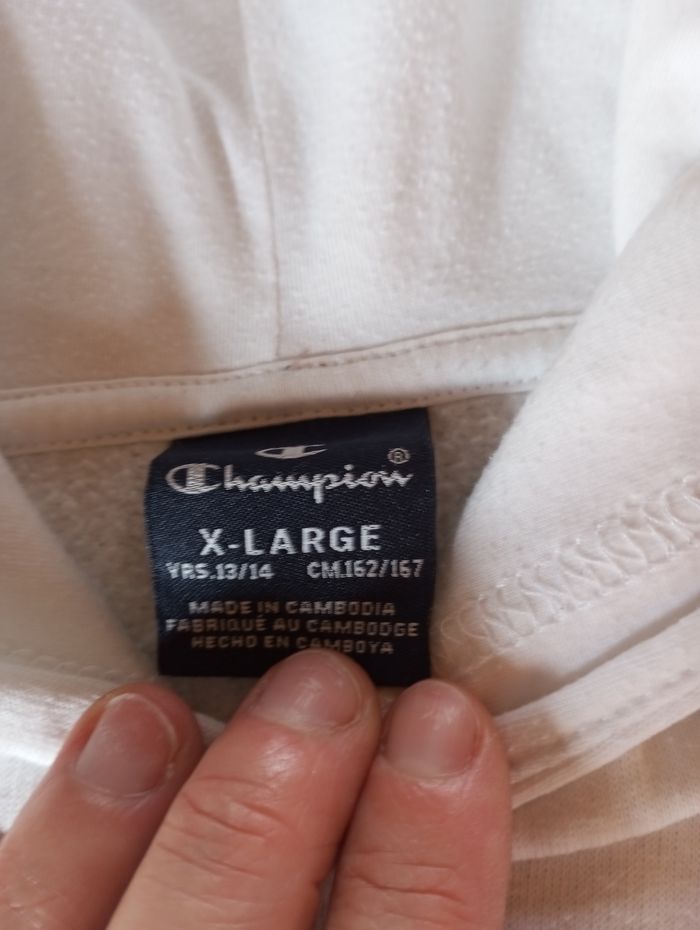 Champion®
X-LARGE
YRS.13/14 CM.162/167
MADE IN CAMBODIA
FABRIQUÉ AU CAMBODGE
HECHO EN CAMBOYA